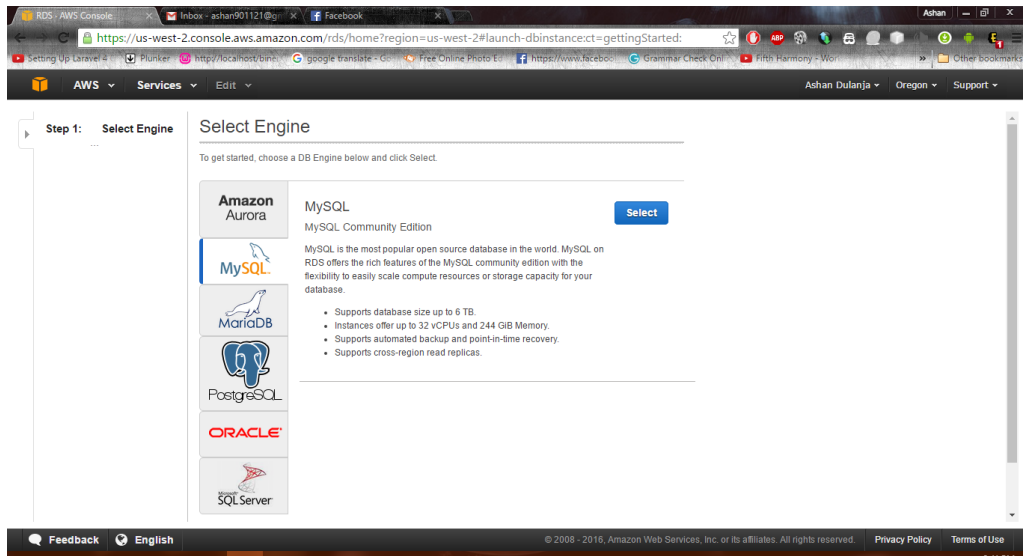 RDS · AWS Console
Inbox - ashan901121@g
Facebook
Ashan
https://us-west-2.console.aws.amazon.com/rds/home?region=us-west-2#launch-dbinstance:ct=gettingStarted:
ABP
1
Setting Up Laravel 4
Plunker
http://localhost/bine
google translate - Go
Free Online Photo Ed
https://www.faceboo
Grammar Check Onli
Fifth Harmony - Wor
»
Other bookmarks
AWS
Services
Edit
Ashan Dulanja
Oregon
Support
Step 1: Select Engine
Select Engine
To get started, choose a DB Engine below and click Select.
Amazon
Aurora
MySQL
MariaDB
PostgreSQL
ORACLE
Microsoft
SQL Server
MySQL
MySQL Community Edition
Select
MySQL is the most popular open source database in the world. MySQL on
RDS offers the rich features of the MySQL community edition with the
flexibility to easily scale compute resources or storage capacity for your
database.
• Supports database size up to 6 TB.
• Instances offer up to 32 vCPUs and 244 GiB Memory.
• Supports automated backup and point-in-time recovery.
• Supports cross-region read replicas.
Feedback
English
© 2008 - 2016, Amazon Web Services, Inc. or its affiliates. All rights reserved.
Privacy Policy
Terms of Use